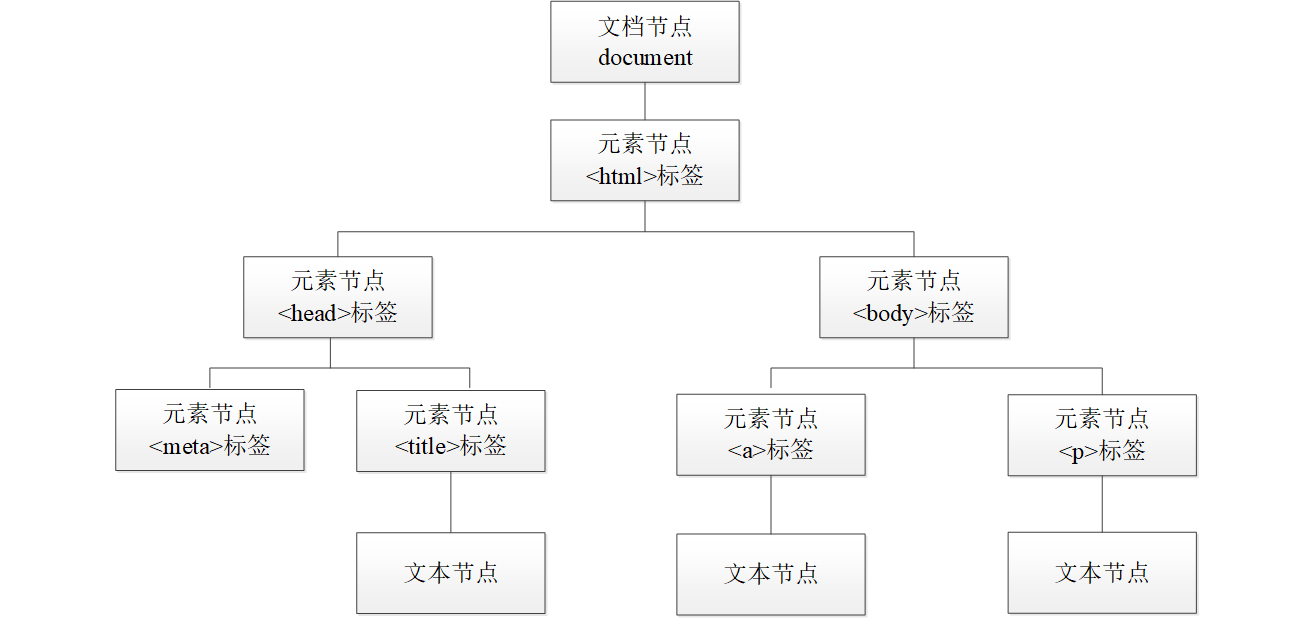 文档节点
document
元素节点
<html>标签
元素节点
<head>标签
元素节点
<body>标签
元素节点
<meta>标签
元素节点
<title>标签
元素节点
<a>标签
元素节点
<p>标签
文本节点
文本节点
文本节点